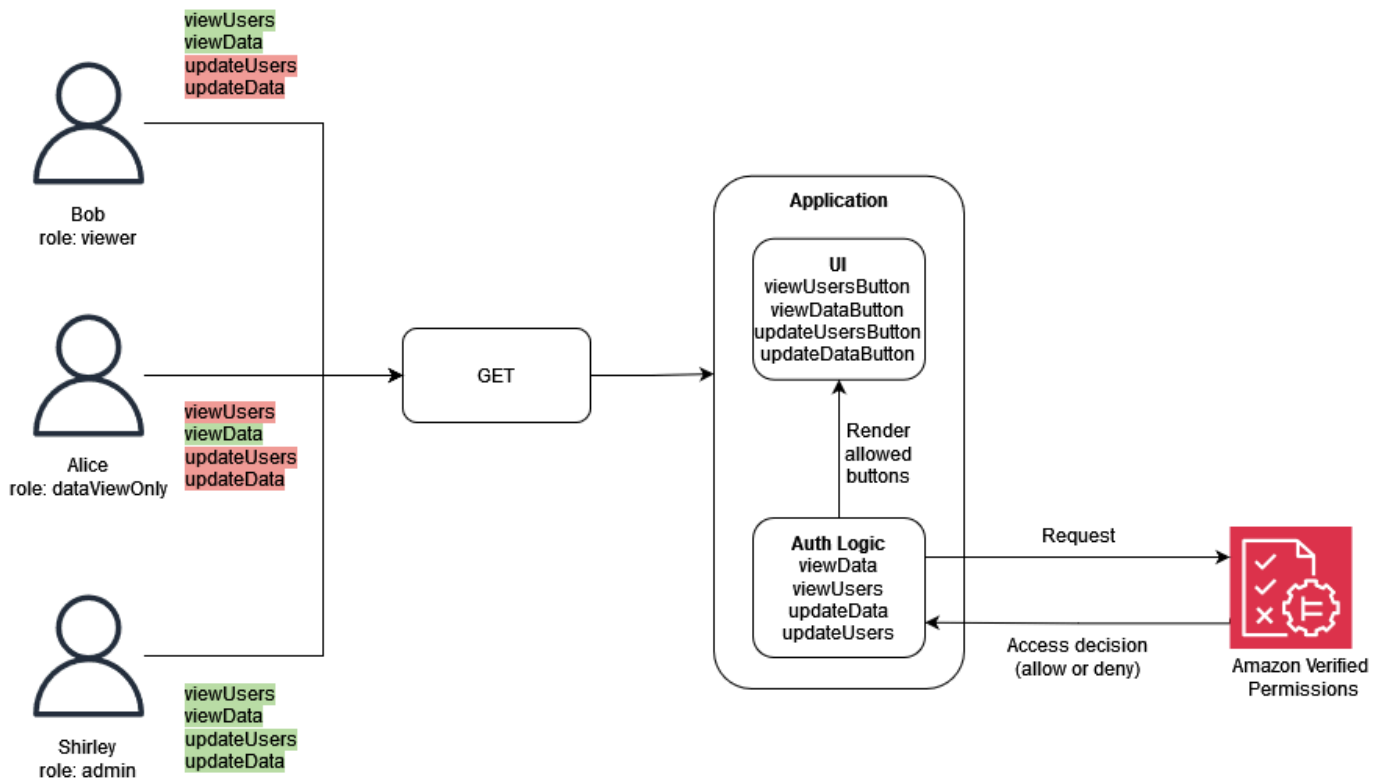 viewUsers
viewData
updateUsers
updateData
Bob
role: viewer
viewUsers
viewData
updateUsers
updateData
Alice
role: dataViewOnly
viewUsers
viewData
updateUsers
updateData
Shirley
role: admin
GET
Application
UI
viewUsersButton
viewDataButton
updateUsersButton
updateDataButton
Render
allowed
buttons
Auth Logic
viewData
viewUsers
updateData
updateUsers
Request
Access decision
(allow or deny)
Amazon Verified
Permissions